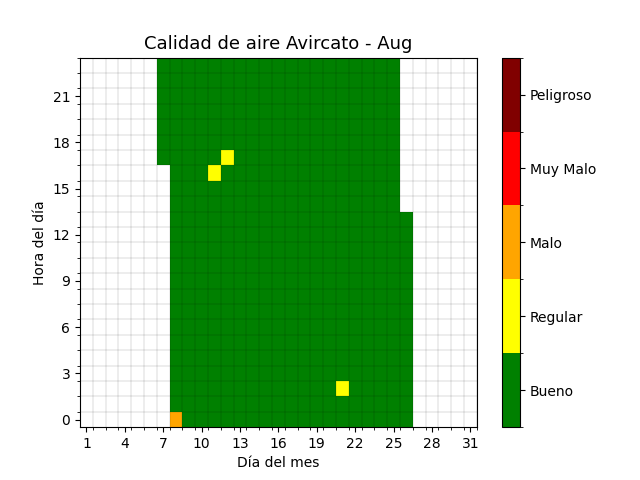 Calidad de aire Avircato - Aug
Hora del día
21
18
15
12
9
6
3
0
1 4 7 10 13 16 19 22 25 28 31
Día del mes
Peligroso
Muy Malo
Malo
Regular
Bueno